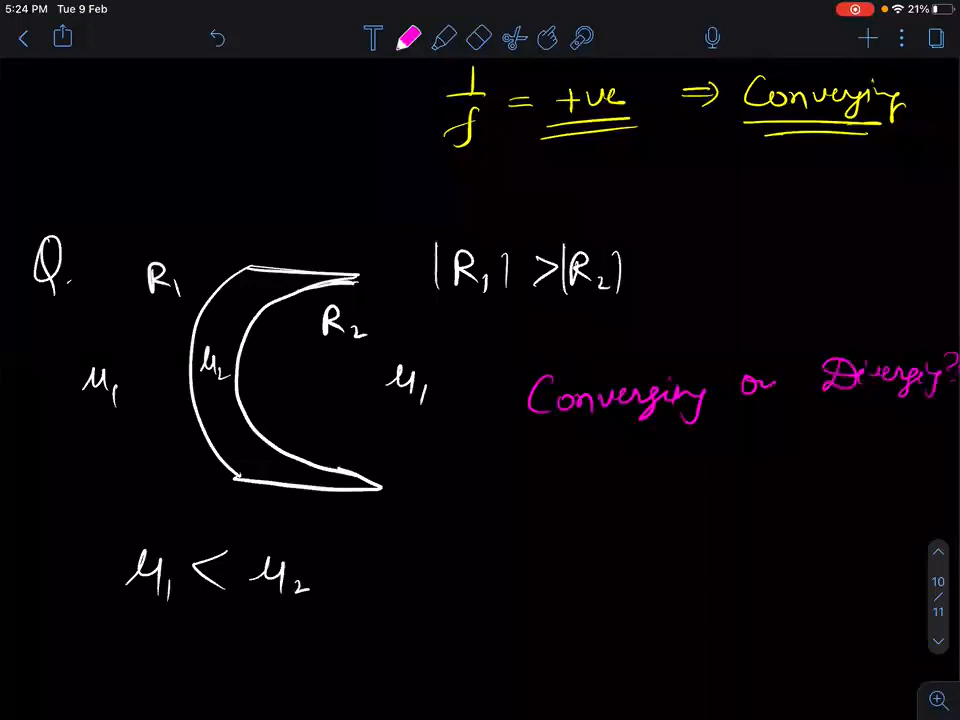 5:24 PM Tue 9 Feb 21%
1/f = +ve ⇒ Converging
Q. R₁ |R₁| > |R₂|
R₂
μ₁ μ₂ μ₁ Converging or Diverging?
μ₁ < μ₂
10
/
11